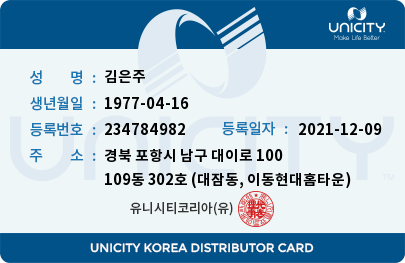 UNICITY
Make Life Better
성 명 : 김은주
생년월일 : 1977-04-16
등록번호 : 234784982 등록일자 : 2021-12-09
주 소 : 경북 포항시 남구 대이로 100
109동 302호 (대잠동, 이동현대홈타운)
UNICITY
유니시티코리아(유)
UNICITY KOREA DISTRIBUTOR CARD